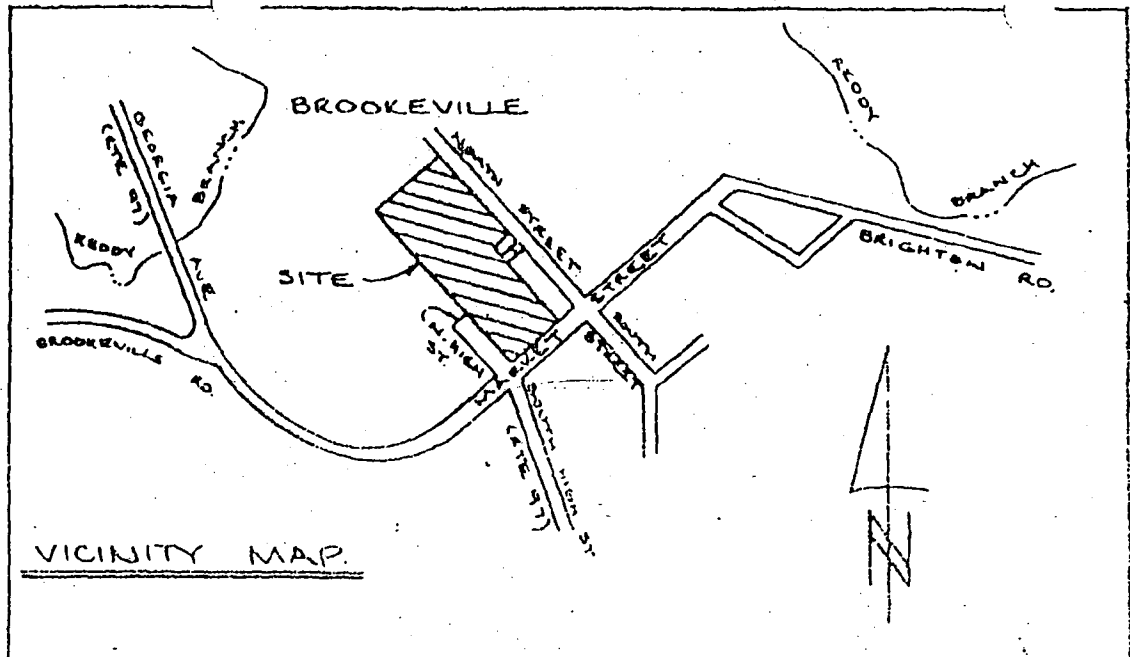 BROOKEVILLE
GEORGIA AVE
(RTE 97)
REDDY BRANCH
REDDY BRANCH
NORTH STREET
SITE
(N. HIGH ST.
STREET
SOUTH STREET
BRIGHTON RD.
BROOKEVILLE RD.
SOUTH HIGH ST
(RTE 97)
VICINITY MAP.
N